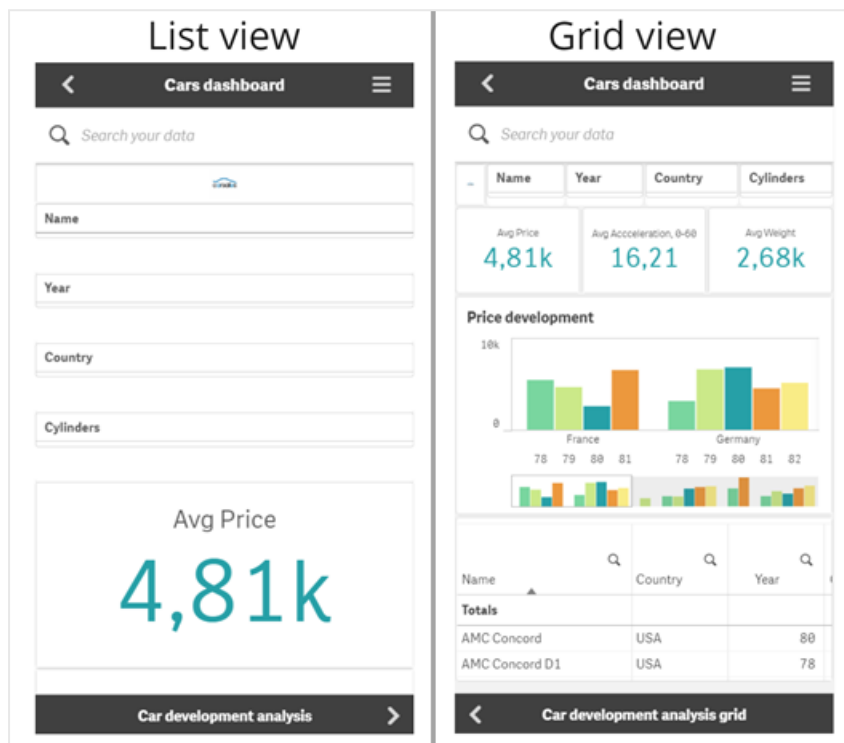 List view
Cars dashboard
Search your data
Name
Year
Country
Cylinders
Avg Price
4,81k
Car development analysis
Grid view
Cars dashboard
Search your data
Name Year Country Cylinders
Avg Price Avg Accceleration, 0-60 Avg Weight
4,81k 16,21 2,68k
Price development
10k
0
France Germany
78 79 80 81 78 79 80 81 82
Name Country Year
Totals
AMC Concord USA 80
AMC Concord D1 USA 78
Car development analysis grid